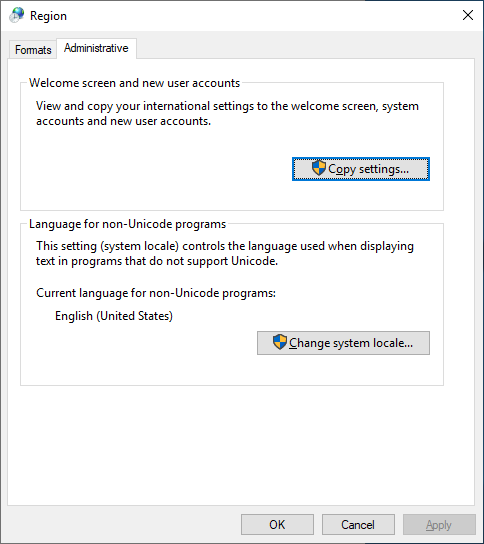 Region
Formats
Administrative
Welcome screen and new user accounts
View and copy your international settings to the welcome screen, system
accounts and new user accounts.
Copy settings...
Language for non-Unicode programs
This setting (system locale) controls the language used when displaying
text in programs that do not support Unicode.
Current language for non-Unicode programs:
English (United States)
Change system locale...
OK
Cancel
Apply